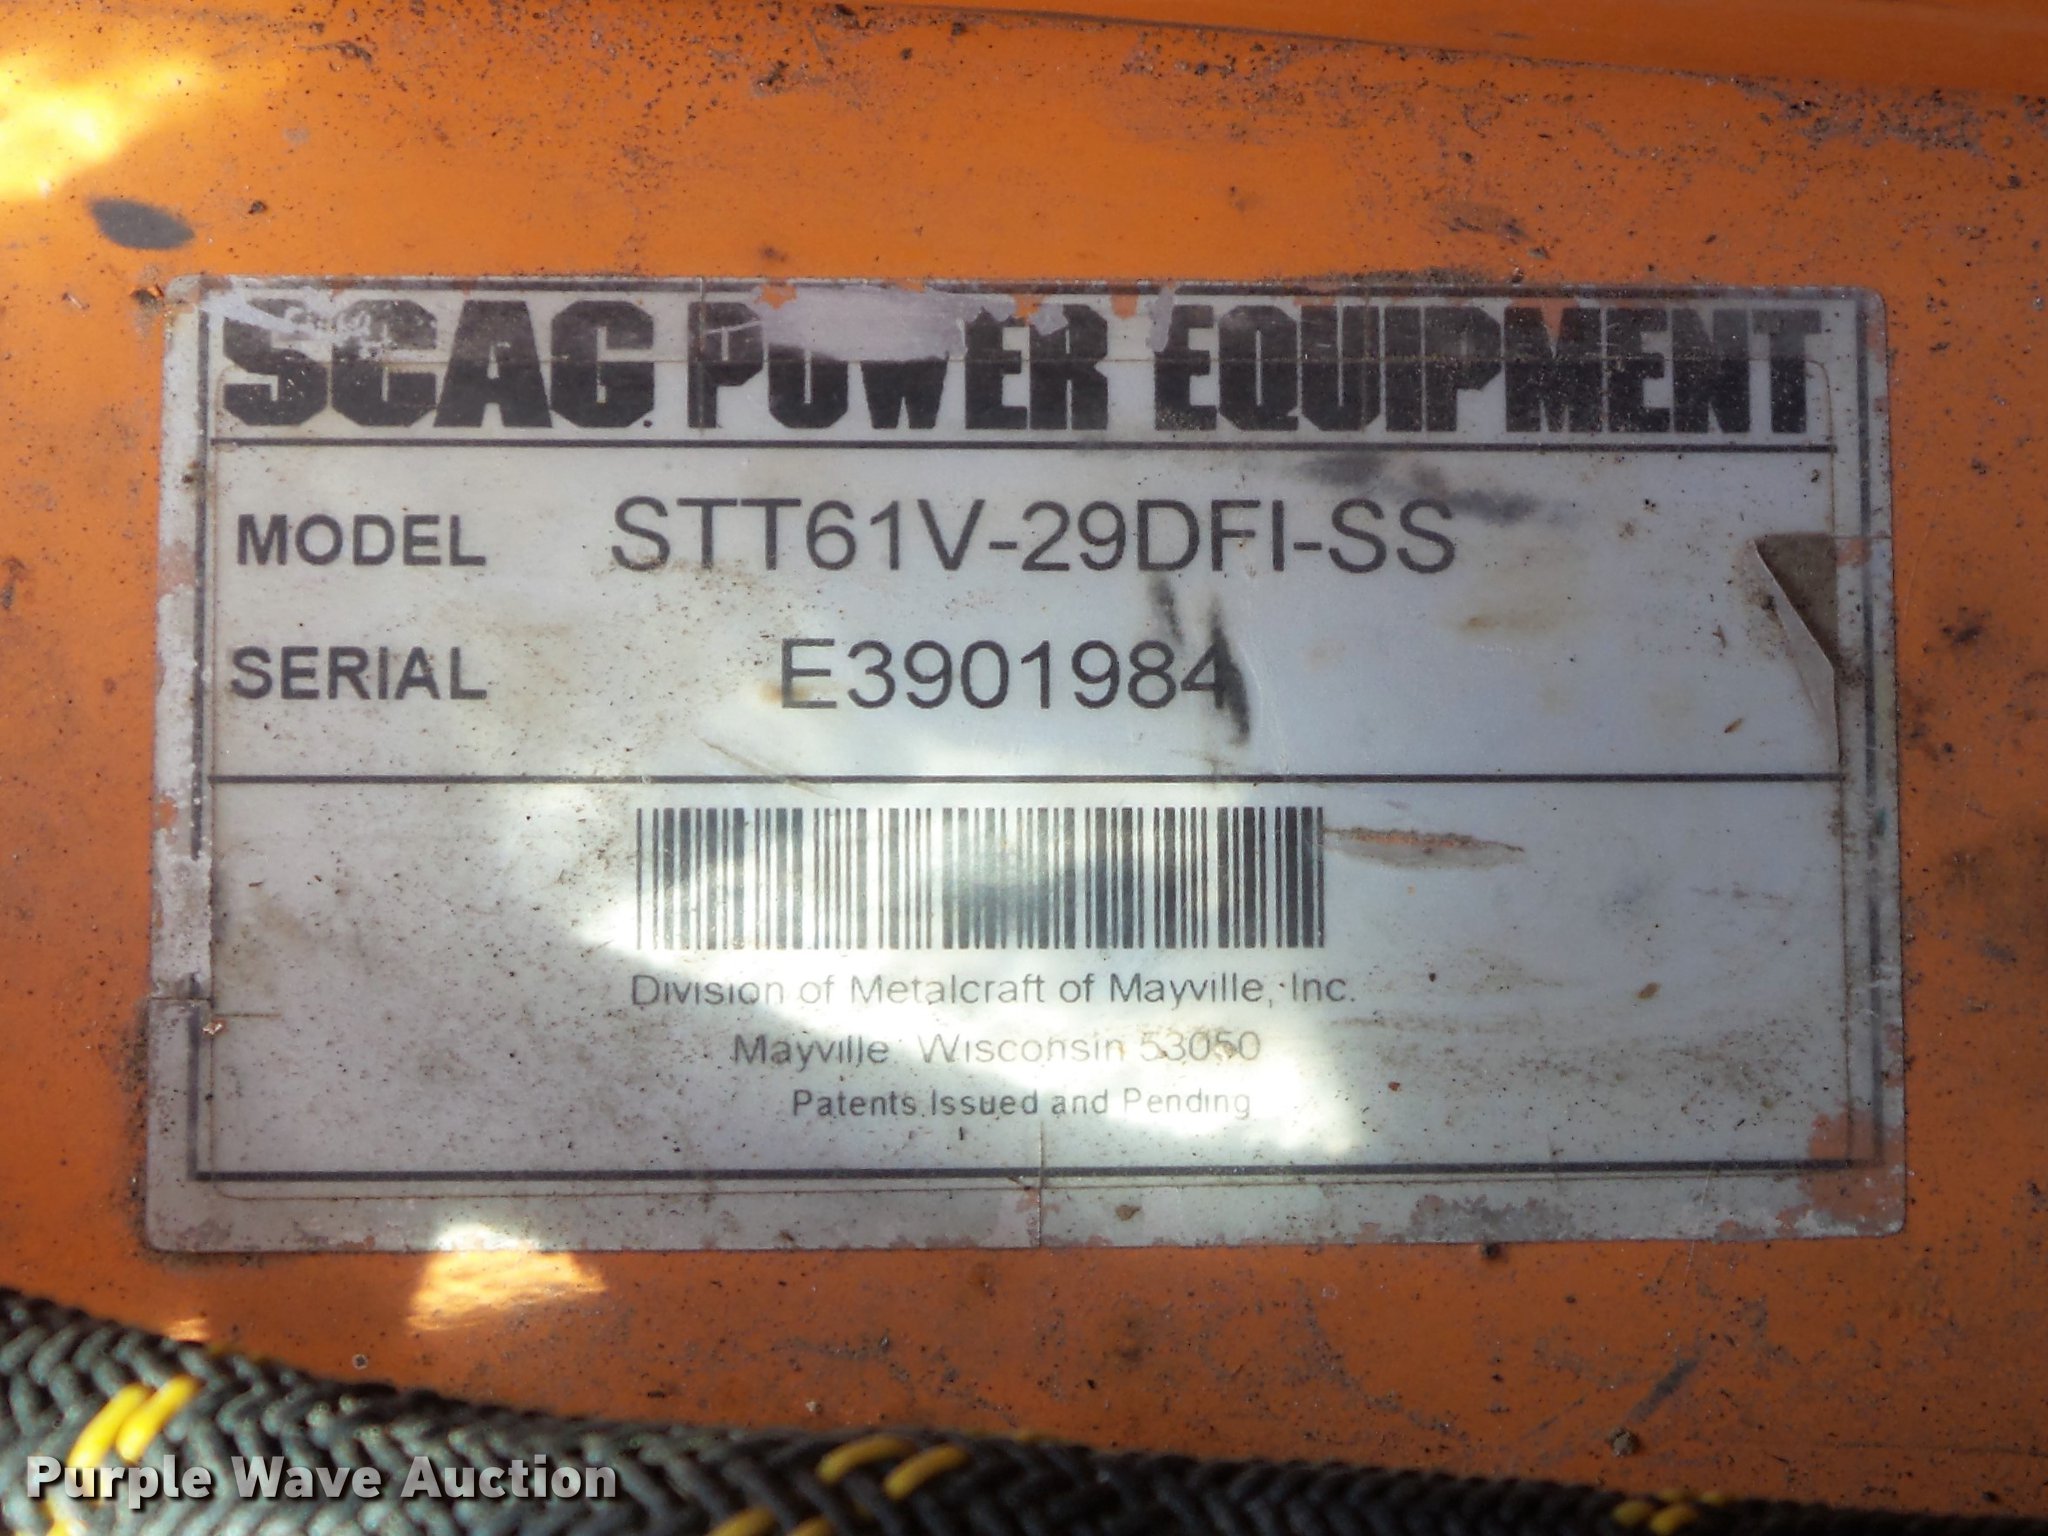 SCAG. POWER EQUIPMENT
MODEL STT61V-29DFI-SS
SERIAL E3901984
Division of Metalcraft of Mayville, Inc.
Mayville, Wisconsin 53050
Patents Issued and Pending
Purple Wave Auction